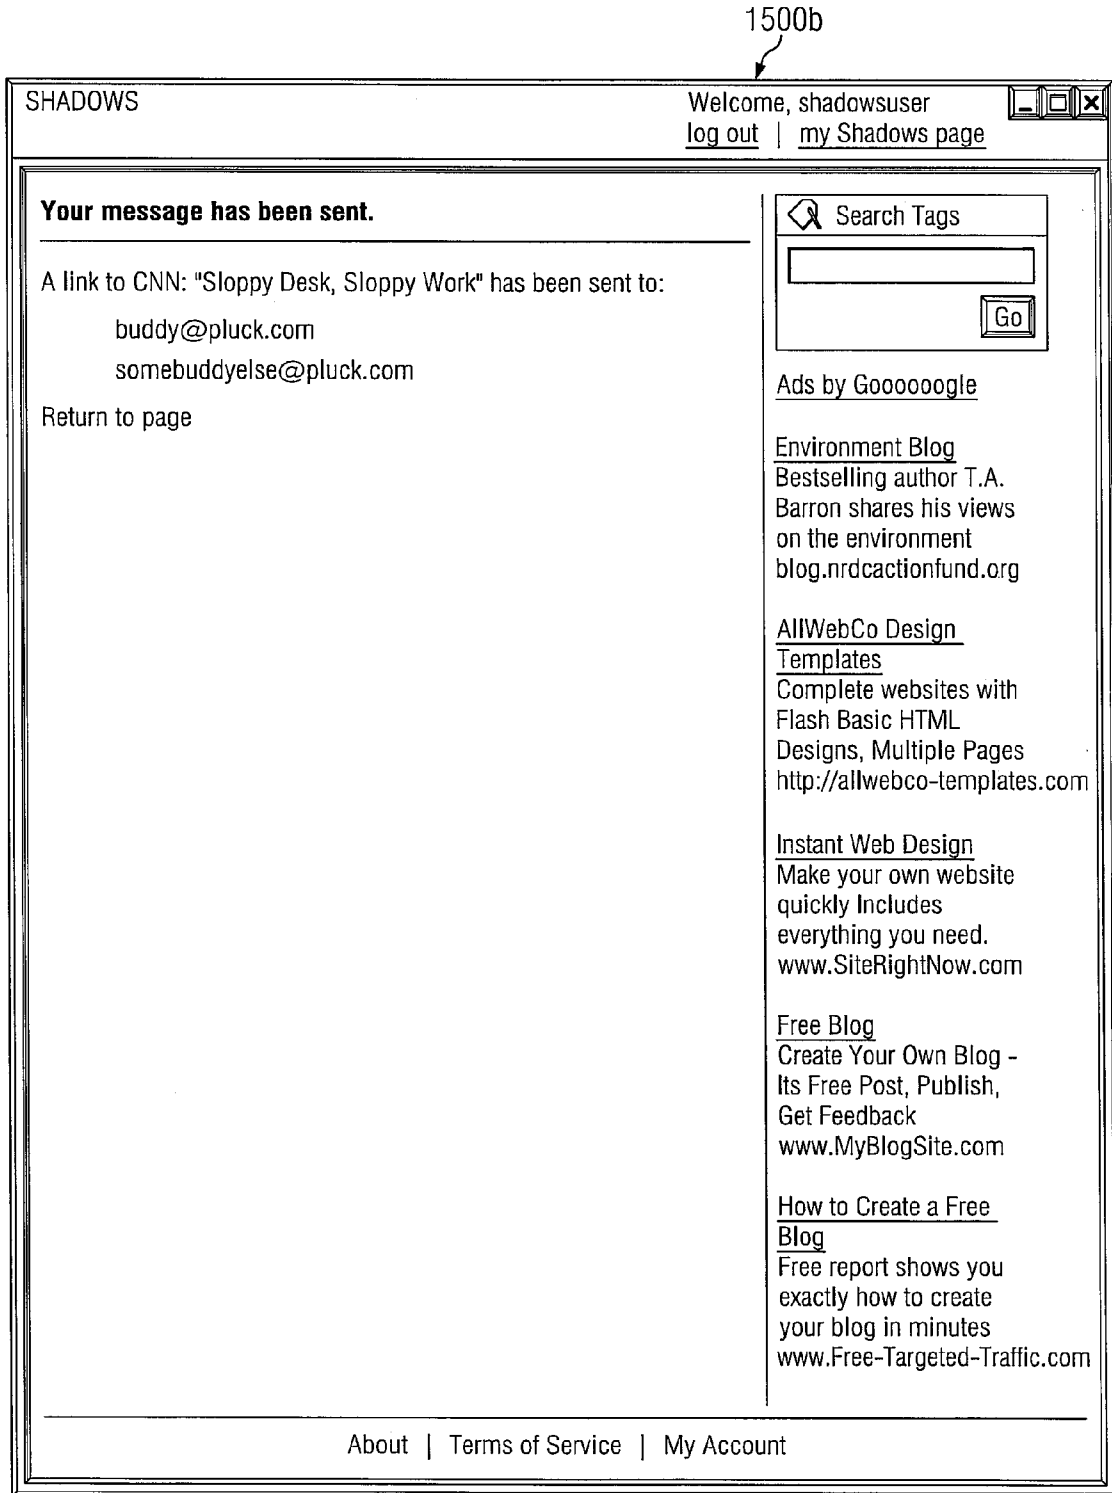 1500b
SHADOWS
Welcome, shadowsuser
log out | my Shadows page
Your message has been sent.
A link to CNN: "Sloppy Desk, Sloppy Work" has been sent to:
buddy@pluck.com
somebuddyelse@pluck.com
Return to page
Search Tags
Go
Ads by Goooooogle
Environment Blog
Bestselling author T.A.
Barron shares his views
on the environment
blog.nrdcactionfund.org
AllWebCo Design
Templates
Complete websites with
Flash Basic HTML
Designs, Multiple Pages
http://allwebco-templates.com
Instant Web Design
Make your own website
quickly Includes
everything you need.
www.SiteRightNow.com
Free Blog
Create Your Own Blog -
Its Free Post, Publish,
Get Feedback
www.MyBlogSite.com
How to Create a Free
Blog
Free report shows you
exactly how to create
your blog in minutes
www.Free-Targeted-Traffic.com
About | Terms of Service | My Account